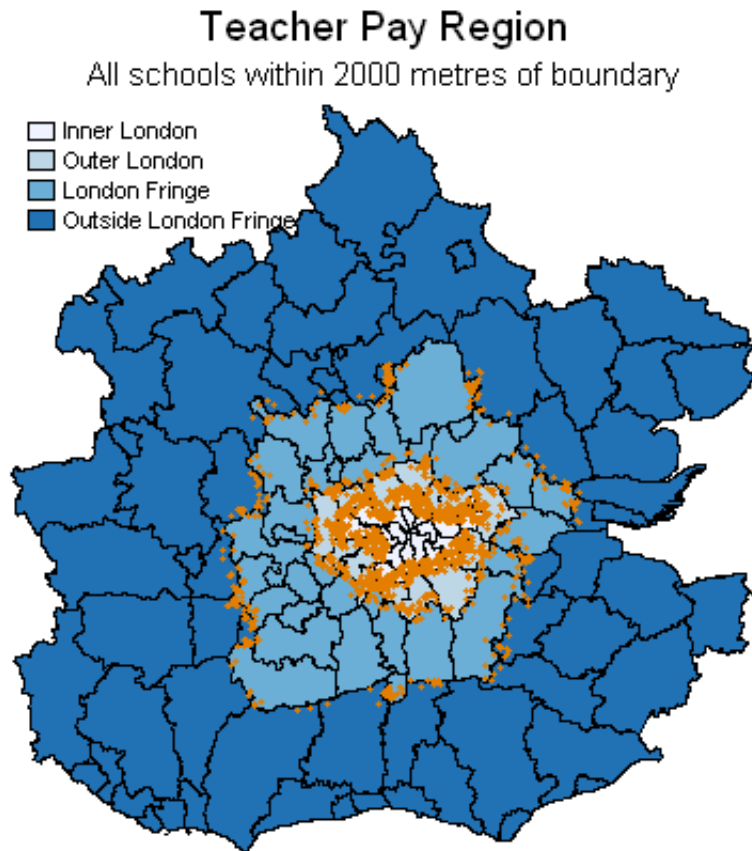 Teacher Pay Region
All schools within 2000 metres of boundary
Inner London
Outer London
London Fringe
Outside London Fringe